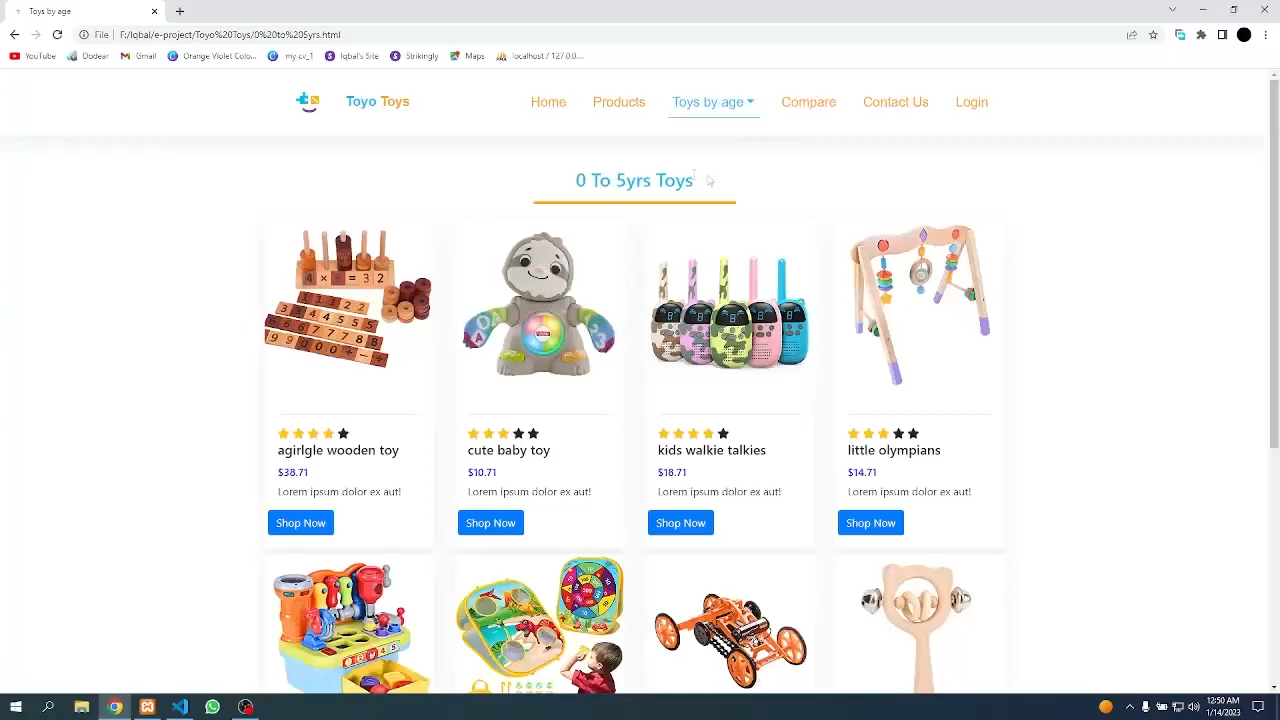 Toys by age
File F:/Iqbal/e-project/Toyo%20Toys/0%20to%205yrs.html
YouTube Dodear Gmail Orange Violet Colo... my cv_1 Iqbal's Site Strikingly Maps localhost / 127.0.0....
Toyo Toys Home Products Toys by age Compare Contact Us Login
0 To 5yrs Toys
4 × = 3 2
agirlgle wooden toy
$38.71
Lorem ipsum dolor ex aut!
Shop Now
cute baby toy
$10.71
Lorem ipsum dolor ex aut!
Shop Now
kids walkie talkies
$18.71
Lorem ipsum dolor ex aut!
Shop Now
little olympians
$14.71
Lorem ipsum dolor ex aut!
Shop Now
12:50 AM
1/14/2023